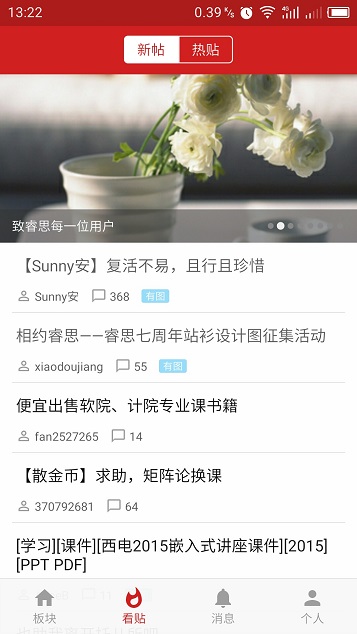 13:22 0.39 K/s 4G
新帖 热贴
致睿思每一位用户
【Sunny安】复活不易，且行且珍惜
Sunny安 368 有图
相约睿思——睿思七周年站衫设计图征集活动
xiaodoujiang 55 有图
便宜出售软院、计院专业课书籍
fan2527265 14
【散金币】求助，矩阵论换课
370792681 64
[学习][课件][西电2015嵌入式讲座课件][2015]
[PPT PDF]
板块 看贴 消息 个人